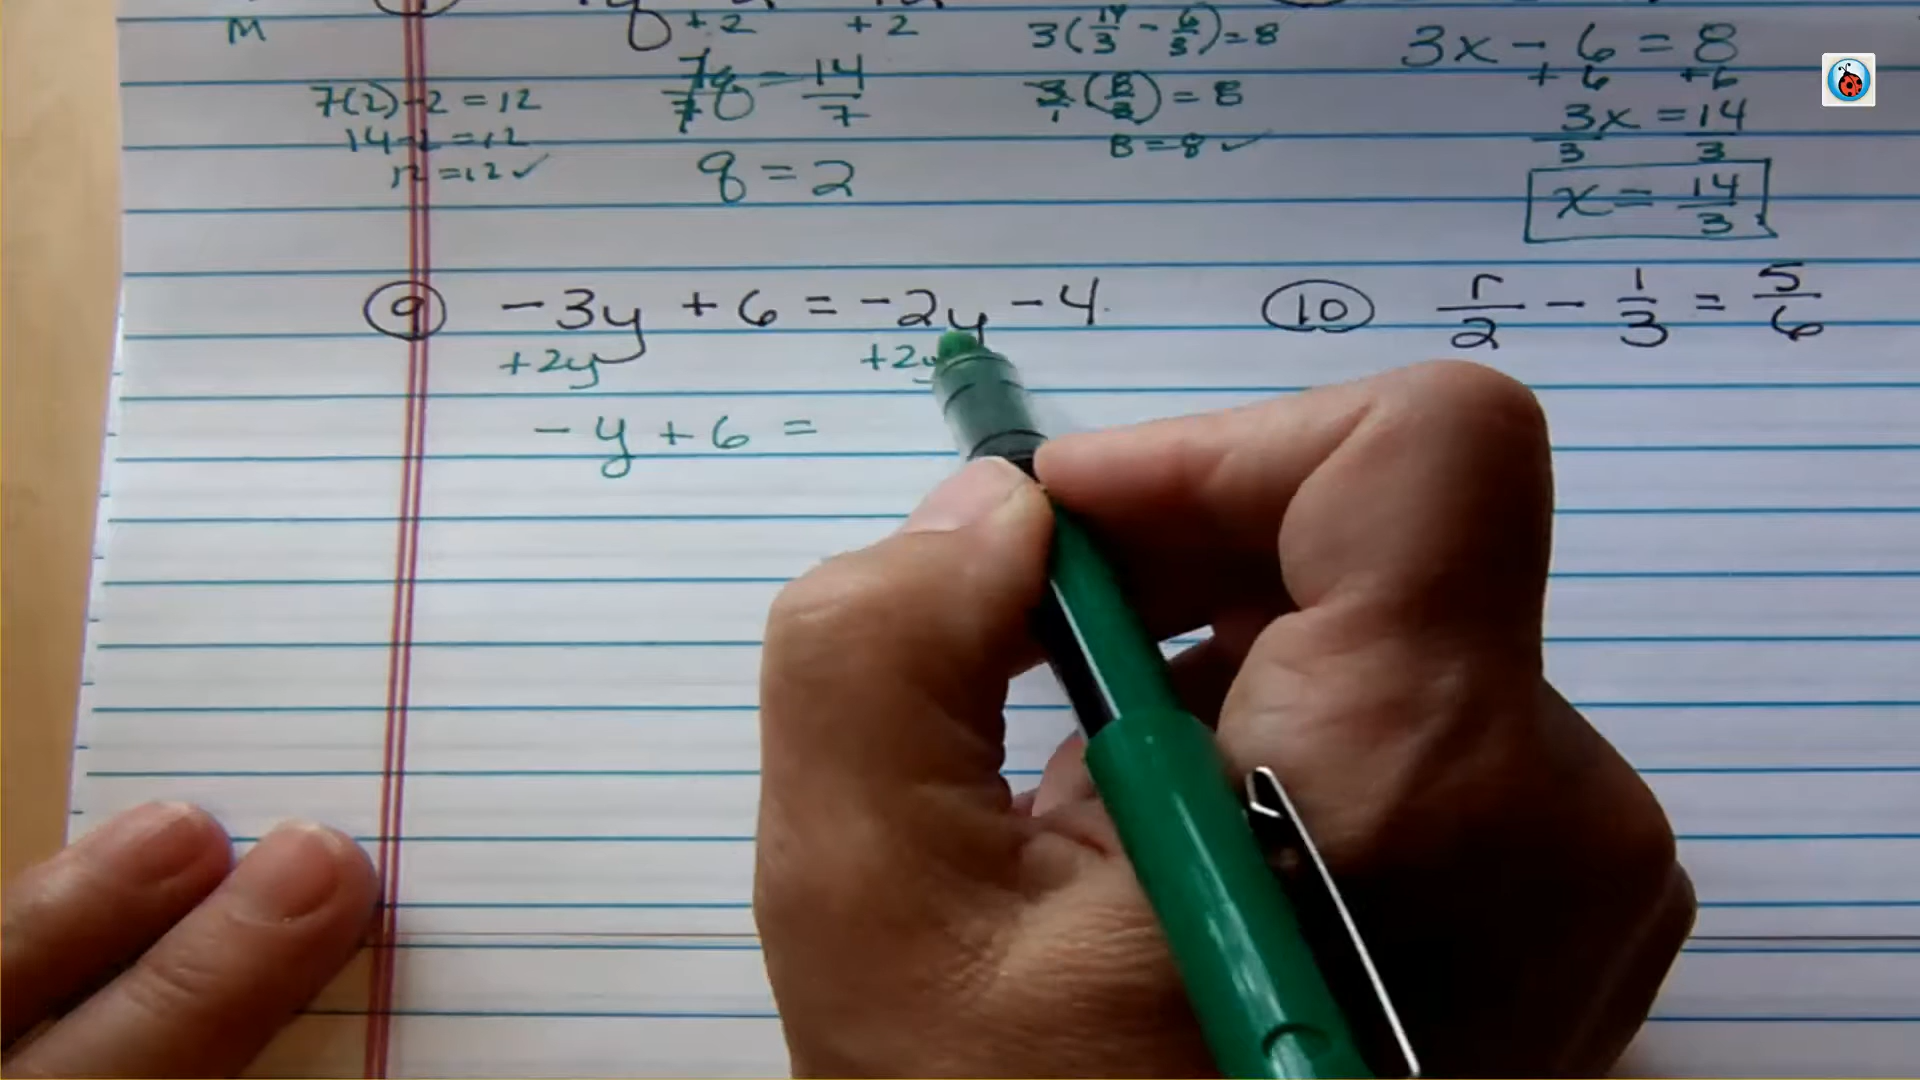 M
+2 +2
7(2)-2=12
14-2=12
12=12✓
7q = 14
7 7
q = 2
3(14/3 - 6/3)=8
3/1(8/3)=8
8=8✓
3x - 6 = 8
+6 +6
3x = 14
3 3
x = 14/3
⑨ -3y + 6 = -2y - 4
+2y +2y
-y + 6 =
⑩ r/2 - 1/3 = 5/6